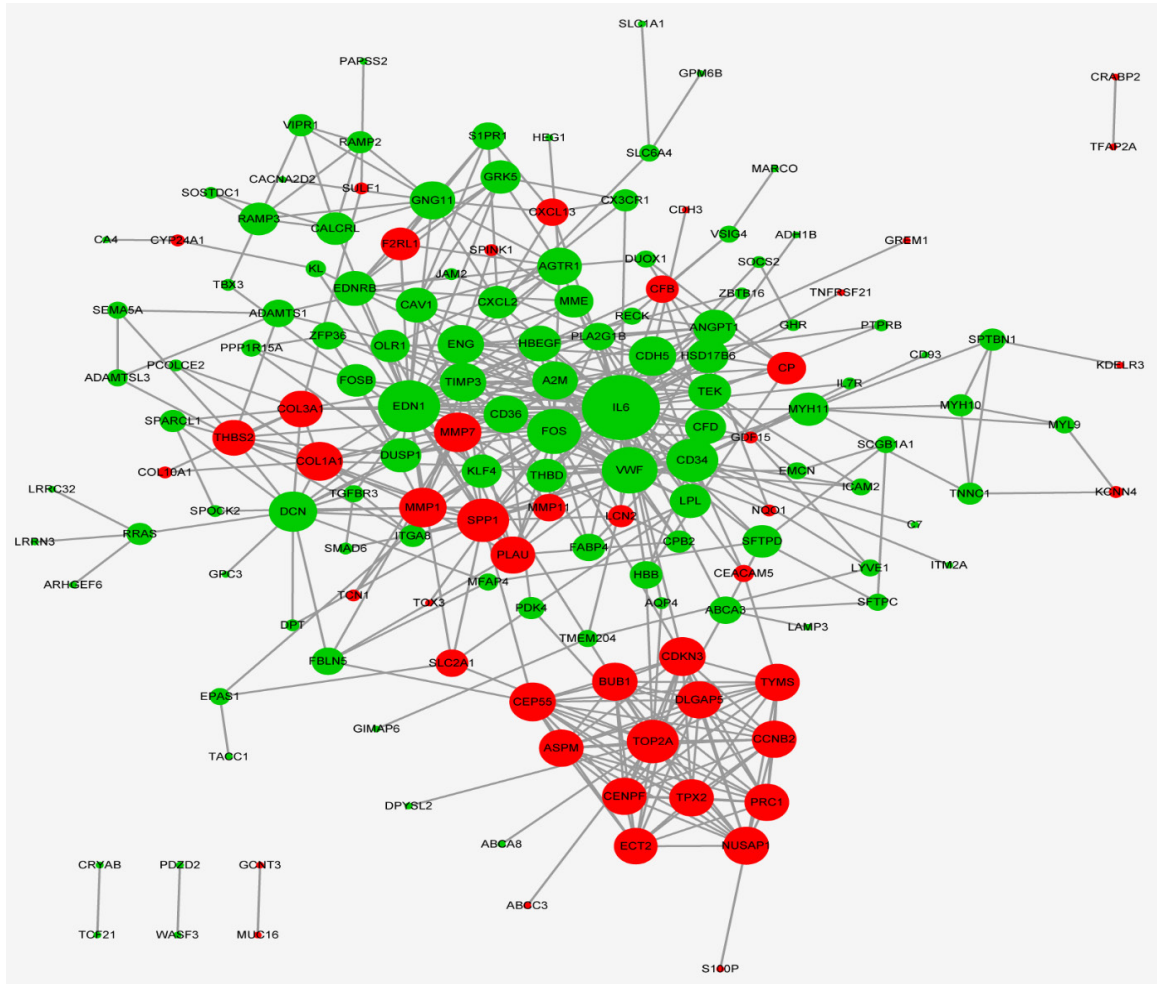 SLC1A1
PAPSS2
GPM6B
CRABP2
VIPR1
S1PR1
HEG1
RAMP2
SLC6A4
TFAP2A
MARCO
CACNA2D2
SULF1
GRK5
SOSTDC1
GNG11
CX3CR1
RAMP3
CALCRL
CXCL13
CDH3
VSIG4
ADH1B
CA4
CYP24A1
F2RL1
SPINK1
GREM1
KL
JAM2
AGTR1
DUOX1
SOCS2
TBX3
EDNRB
CFB
ZBTB16
TNFRSF21
SEMA5A
ADAMTS1
CAV1
CXCL2
MME
RECK
GHR
PTPRB
PPP1R15A
ZFP36
OLR1
ENG
HBEGF
PLA2G1B
ANGPT1
SPTBN1
PCOLCE2
CDH5
HSD17B6
CD93
ADAMTSL3
FOSB
TIMP3
A2M
CP
KDELR3
IL7R
TEK
SPARCL1
COL3A1
EDN1
CD36
IL6
MYH11
MYH10
THBS2
MMP7
FOS
CFD
GDF15
MYL9
COL10A1
COL1A1
DUSP1
KLF4
THBD
VWF
CD34
EMCN
SCGB1A1
LRRC32
TGFBR3
ICAM2
TNNC1
KCNN4
SPOCK2
DCN
MMP1
SPP1
MMP11
LCN2
LPL
NQO1
LRRN3
RRAS
ITGA8
C7
SMAD6
PLAU
FABP4
CPB2
SFTPD
GPC3
MFAP4
HBB
CEACAM5
LYVE1
ITM2A
ARHGEF6
TCN1
TOX3
PDK4
AQP4
ABCA3
SFTPC
DPT
TMEM204
LAMP3
FBLN5
SLC2A1
CDKN3
EPAS1
CEP55
BUB1
DLGAP5
TYMS
GIMAP6
TOP2A
CCNB2
TACC1
ASPM
DPYSL2
CENPF
TPX2
PRC1
ABCA8
ECT2
NUSAP1
CRYAB
PDZD2
GCNT3
ABCC3
TCF21
WASF3
MUC16
S100P